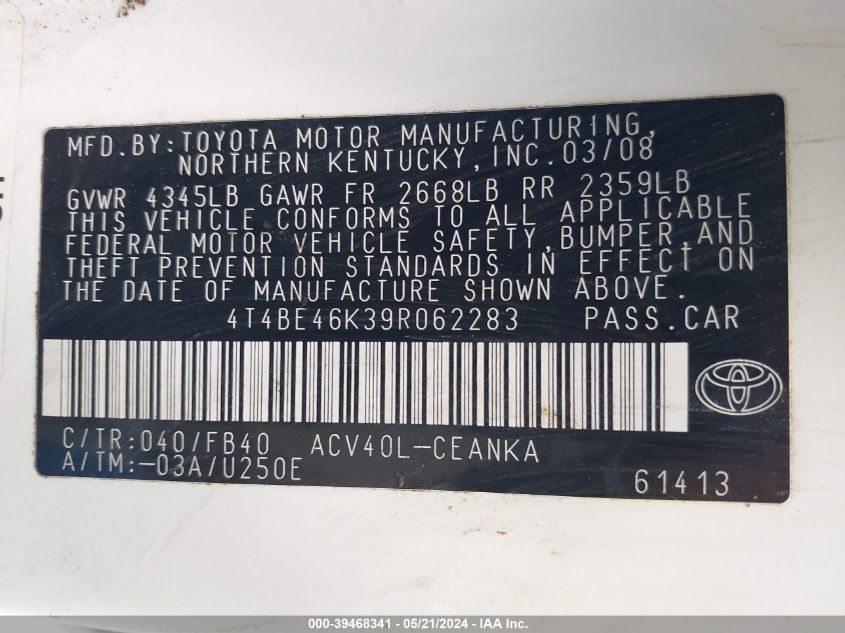 MFD.BY:TOYOTA MOTOR MANUFACTURING,
NORTHERN KENTUCKY,INC.03/08
GVWR 4345LB GAWR FR 2668LB RR 2359LB
THIS VEHICLE CONFORMS TO ALL APPLICABLE
FEDERAL MOTOR VEHICLE SAFETY,BUMPER,AND
THEFT PREVENTION STANDARDS IN EFFECT ON
THE DATE OF MANUFACTURE SHOWN ABOVE.
4T4BE46K39R062283 PASS.CAR
C/TR:040/FB40 ACV40L-CEANKA
A/TM:-03A/U250E
61413
000-39468341 / 05/21/2024 - IAA Inc.